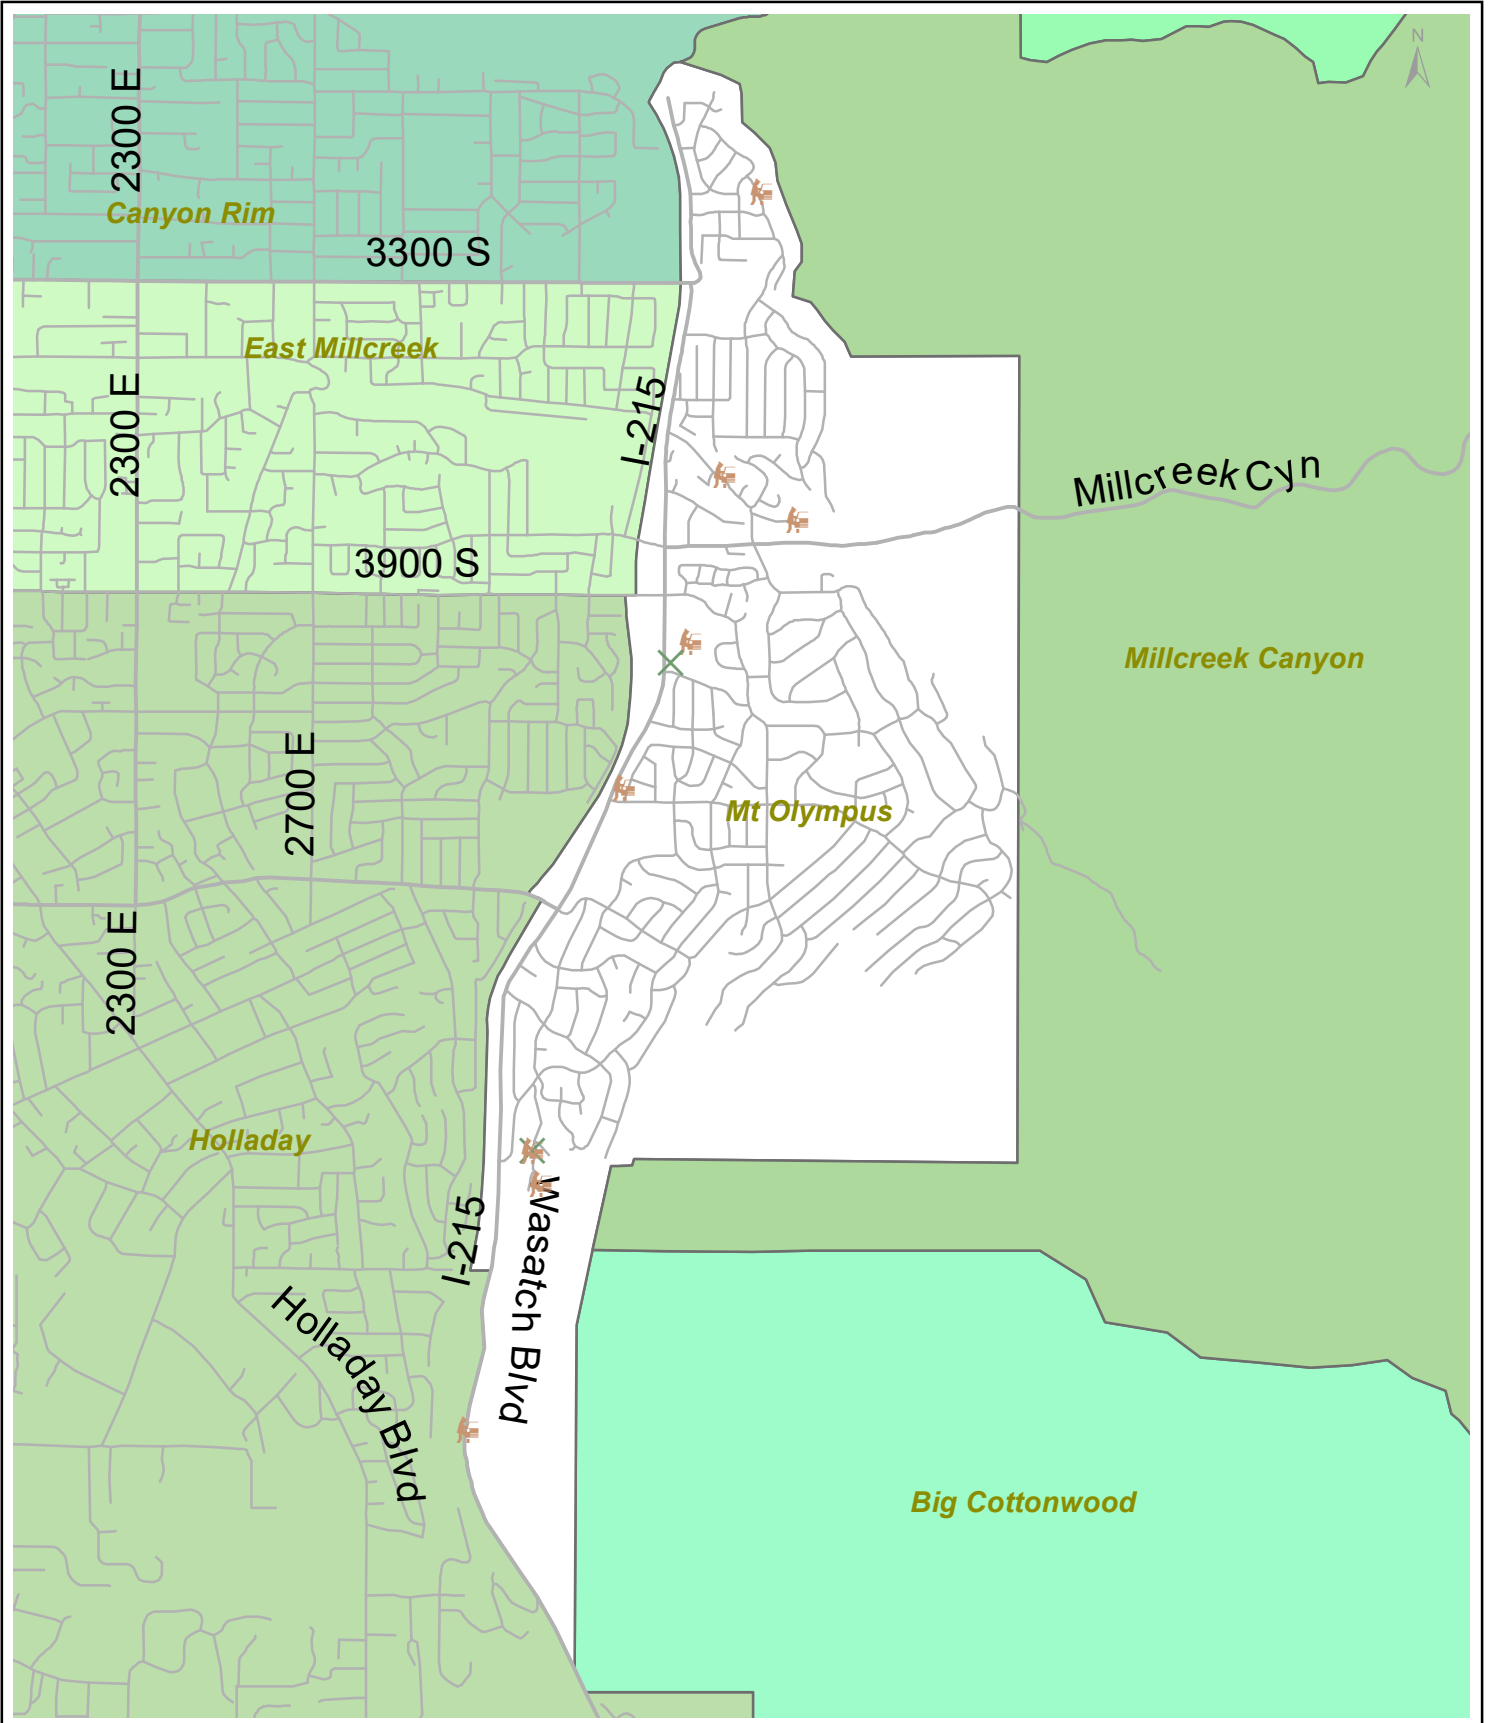 N
2300 E
Canyon Rim
3300 S
East Millcreek
2300 E
I-215
Millcreek Cyn
3900 S
Millcreek Canyon
2700 E
Mt Olympus
2300 E
Holladay
I-215
Wasatch Blvd
Holladay Blvd
Big Cottonwood